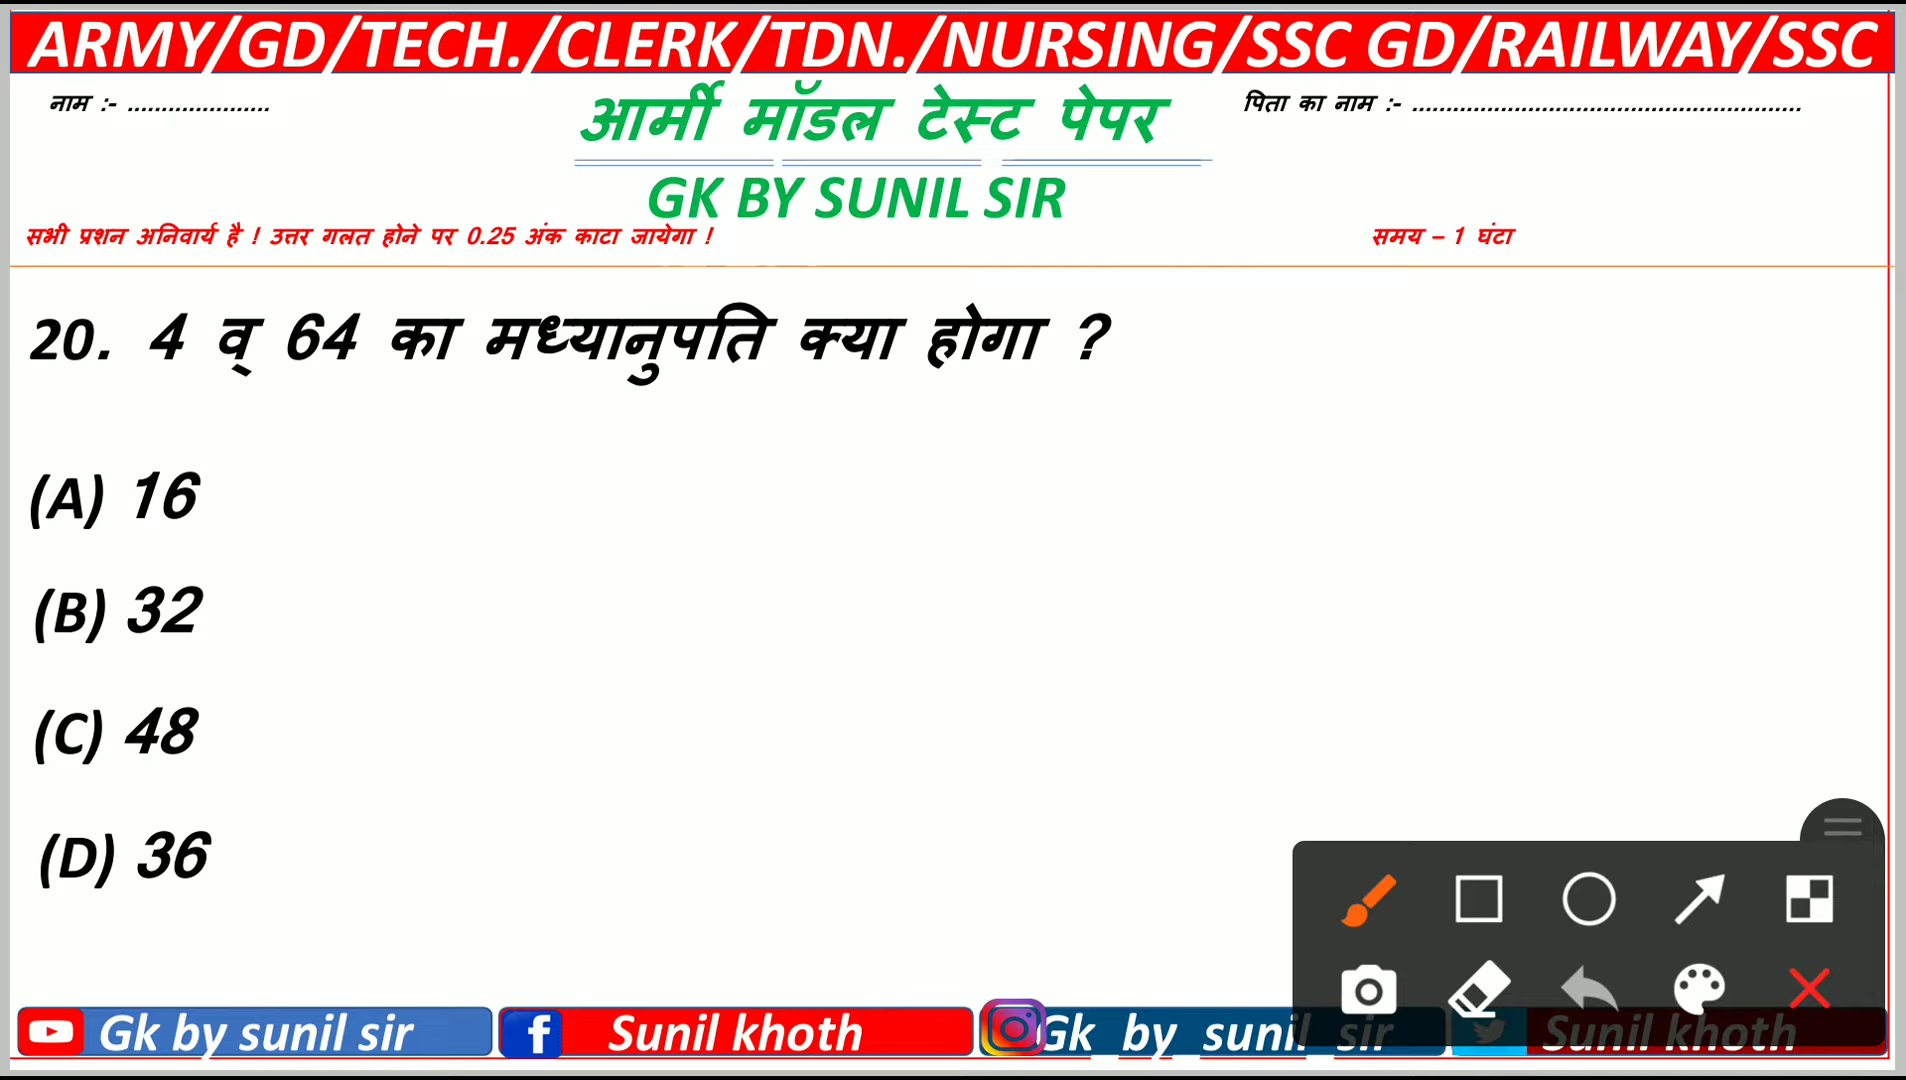 ARMY/GD/TECH./CLERK/TDN./NURSING/SSC GD/RAILWAY/SSC
नाम :- .....................
आर्मी मॉडल टेस्ट पेपर
पिता का नाम :- ..........................................................
GK BY SUNIL SIR
सभी प्रशन अनिवार्य है ! उत्तर गलत होने पर 0.25 अंक काटा जायेगा !
समय – 1 घंटा
20. 4 व् 64 का मध्यानुपति क्या होगा ?
(A) 16
(B) 32
(C) 48
(D) 36
Gk by sunil sir
Sunil khoth
Gk by sunil sir
Sunil khoth